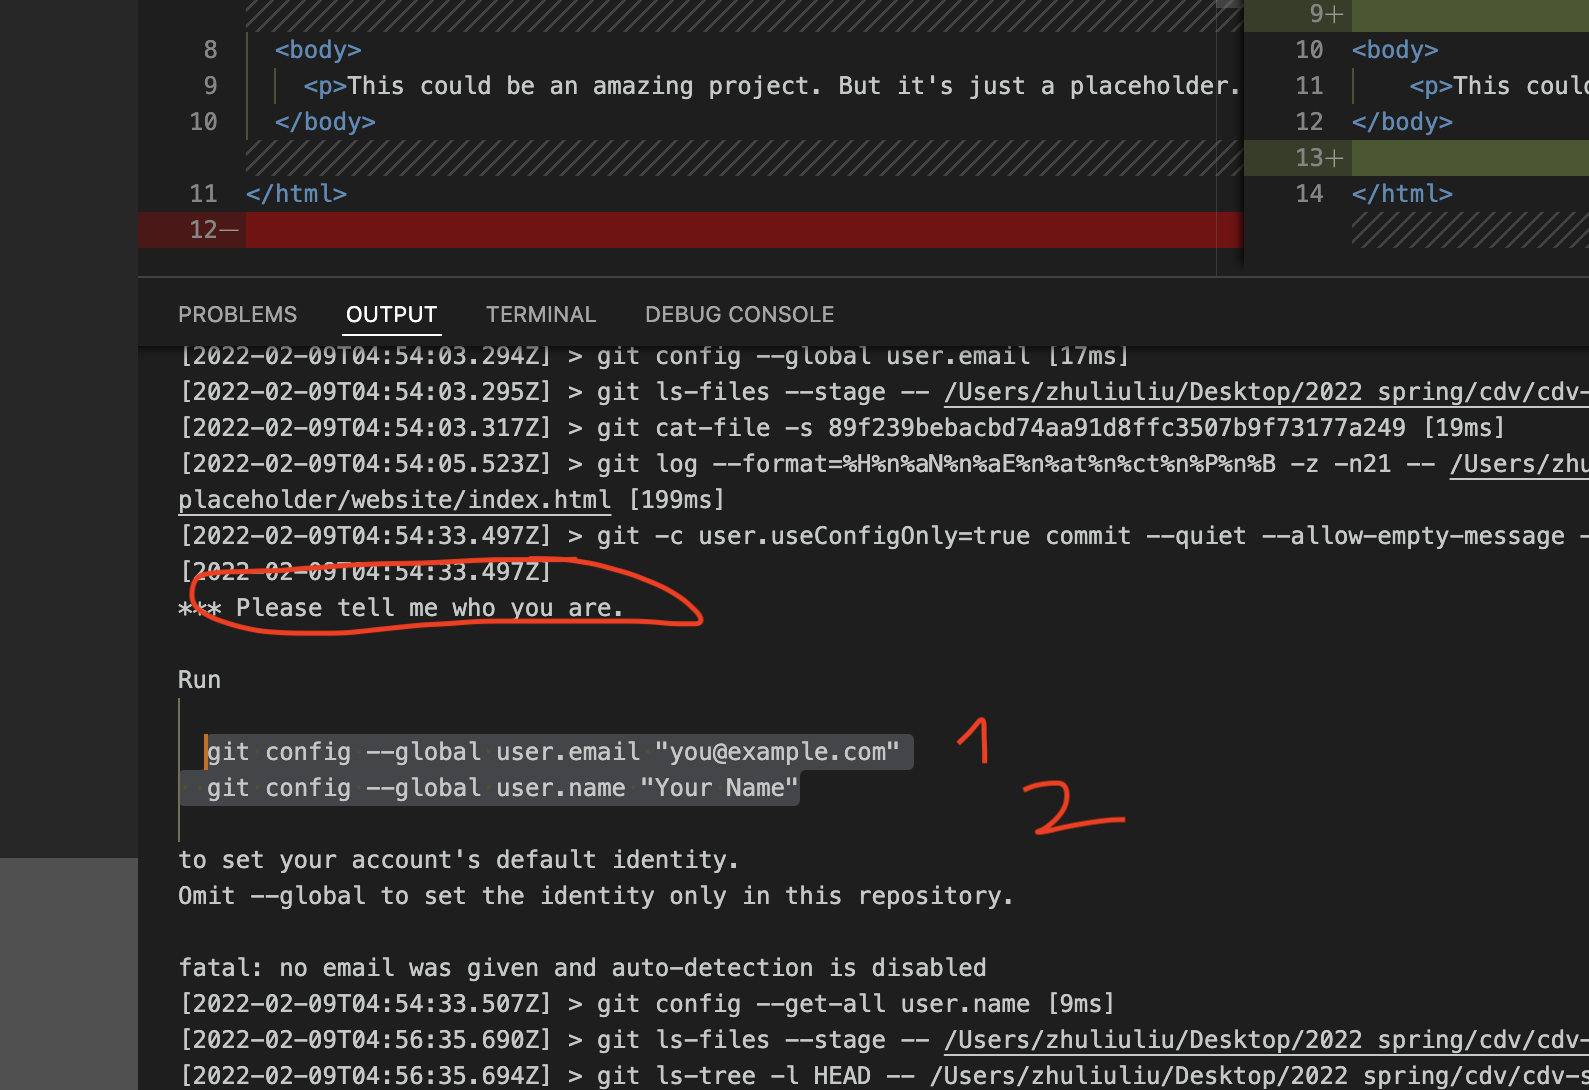 9+
8 <body> 10 <body>
9 <p>This could be an amazing project. But it's just a placeholder. 11 <p>This could
10 </body> 12 </body>
13+
11 </html> 14 </html>
12—
PROBLEMS OUTPUT TERMINAL DEBUG CONSOLE
[2022-02-09T04:54:03.294Z] > git config --global user.email [17ms]
[2022-02-09T04:54:03.295Z] > git ls-files --stage -- /Users/zhuliuliu/Desktop/2022 spring/cdv/cdv-
[2022-02-09T04:54:03.317Z] > git cat-file -s 89f239bebacbd74aa91d8ffc3507b9f73177a249 [19ms]
[2022-02-09T04:54:05.523Z] > git log --format=%H%n%aN%n%aE%n%at%n%ct%n%P%n%B -z -n21 -- /Users/zhu
placeholder/website/index.html [199ms]
[2022-02-09T04:54:33.497Z] > git -c user.useConfigOnly=true commit --quiet --allow-empty-message -
[2022-02-09T04:54:33.497Z]
*** Please tell me who you are.
Run
git config --global user.email "you@example.com" 1
git config --global user.name "Your Name" 2
to set your account's default identity.
Omit --global to set the identity only in this repository.
fatal: no email was given and auto-detection is disabled
[2022-02-09T04:54:33.507Z] > git config --get-all user.name [9ms]
[2022-02-09T04:56:35.690Z] > git ls-files --stage -- /Users/zhuliuliu/Desktop/2022 spring/cdv/cdv-
[2022-02-09T04:56:35.694Z] > git ls-tree -l HEAD -- /Users/zhuliuliu/Desktop/2022 spring/cdv/cdv-s